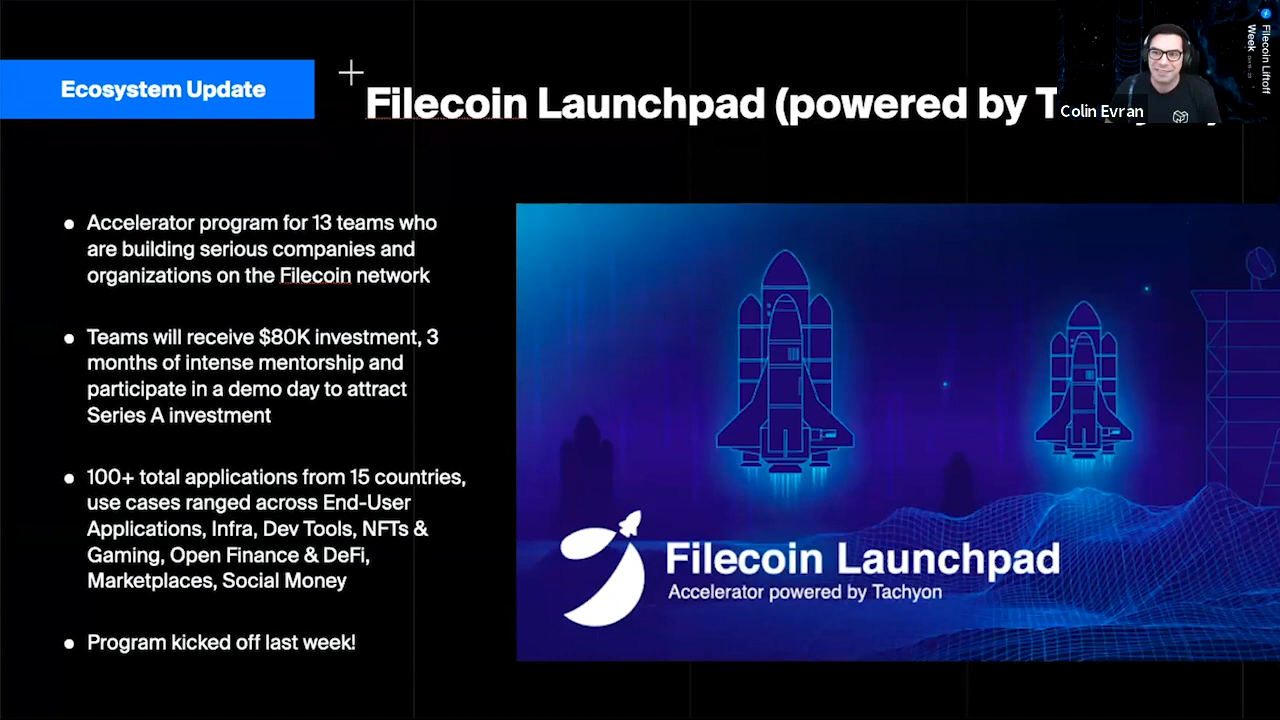 Ecosystem Update
Filecoin Launchpad (powered by T
Colin Evran
Filecoin Liftoff
Week
Accelerator program for 13 teams who
are building serious companies and
organizations on the Filecoin network
Teams will receive $80K investment, 3
months of intense mentorship and
participate in a demo day to attract
Series A investment
100+ total applications from 15 countries,
use cases ranged across End-User
Applications, Infra, Dev Tools, NFTs &
Gaming, Open Finance & DeFi,
Marketplaces, Social Money
Program kicked off last week!
Filecoin Launchpad
Accelerator powered by Tachyon